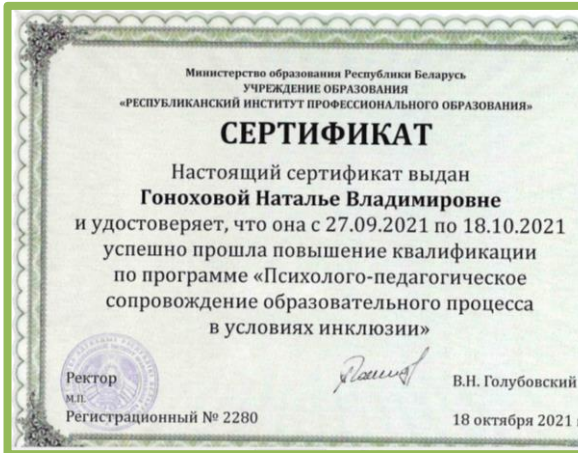 Министерство образования Республики Беларусь
УЧРЕЖДЕНИЕ ОБРАЗОВАНИЯ
«РЕСПУБЛИКАНСКИЙ ИНСТИТУТ ПРОФЕССИОНАЛЬНОГО ОБРАЗОВАНИЯ»
СЕРТИФИКАТ
Настоящий сертификат выдан
Гоноховой Наталье Владимировне
и удостоверяет, что она с 27.09.2021 по 18.10.2021
успешно прошла повышение квалификации
по программе «Психолого-педагогическое
сопровождение образовательного процесса
в условиях инклюзии»
Ректор В.Н. Голубовский
М.П.
Регистрационный № 2280 18 октября 2021